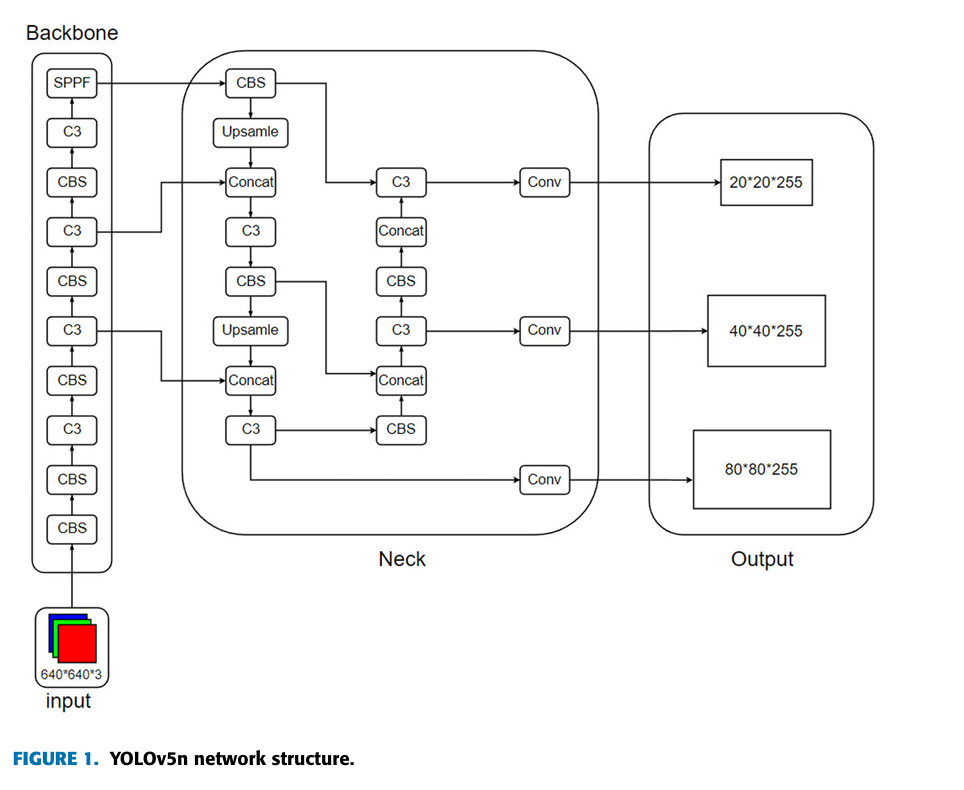 Backbone
SPPF
C3
CBS
C3
CBS
C3
CBS
C3
CBS
CBS
640*640*3
input
CBS
Upsamle
Concat
C3
CBS
Upsamle
Concat
C3
C3
Concat
CBS
C3
Concat
CBS
Conv
Conv
Conv
Neck
20*20*255
40*40*255
80*80*255
Output
FIGURE 1. YOLOv5n network structure.